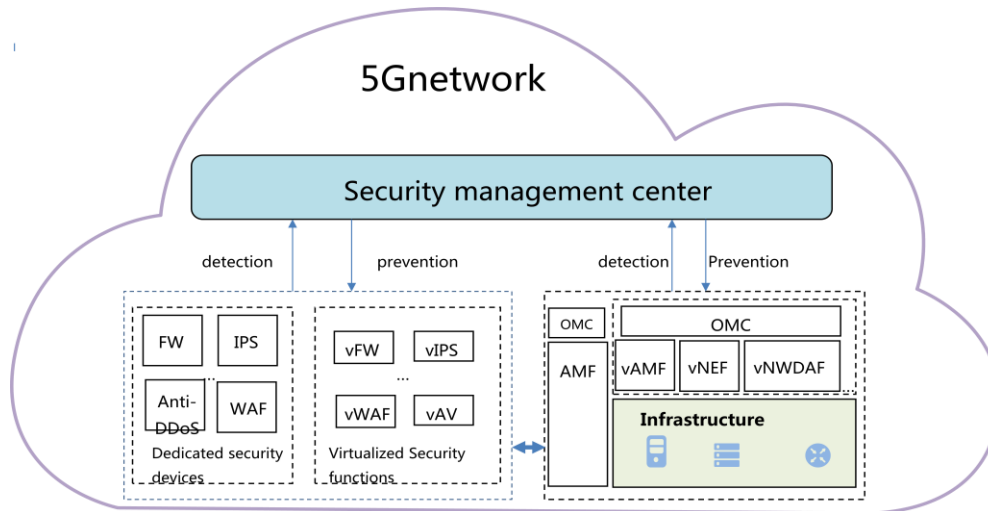 5Gnetwork
Security management center
detection
prevention
detection
Prevention
FW
IPS
...
Anti-
DDoS
WAF
Dedicated security
devices
vFW
vIPS
...
vWAF
vAV
Virtualized Security
functions
OMC
AMF
OMC
vAMF
vNEF
vNWDAF
...
Infrastructure